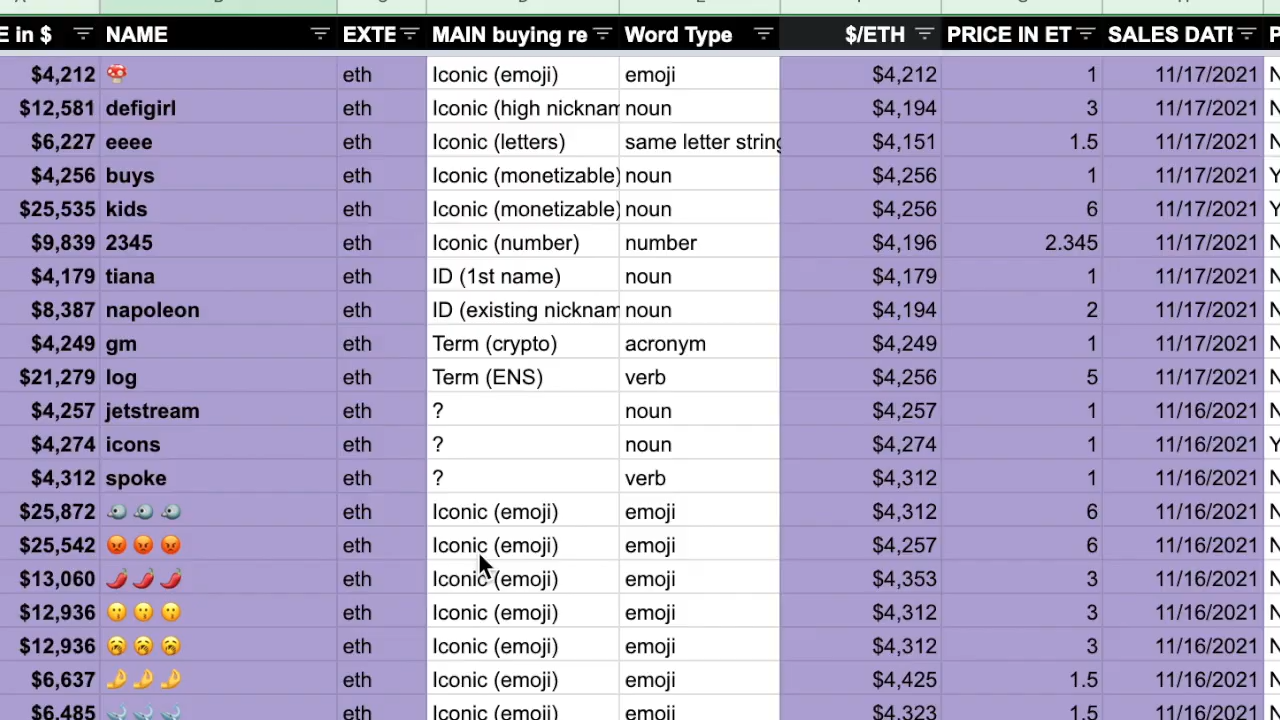 E in $ NAME EXTE MAIN buying re Word Type $/ETH PRICE IN ET SALES DATE P
$4,212 🍄 eth Iconic (emoji) emoji $4,212 1 11/17/2021 N
$12,581 defigirl eth Iconic (high nicknam noun $4,194 3 11/17/2021 N
$6,227 eeee eth Iconic (letters) same letter string $4,151 1.5 11/17/2021 N
$4,256 buys eth Iconic (monetizable) noun $4,256 1 11/17/2021 Y
$25,535 kids eth Iconic (monetizable) noun $4,256 6 11/17/2021 Y
$9,839 2345 eth Iconic (number) number $4,196 2.345 11/17/2021 N
$4,179 tiana eth ID (1st name) noun $4,179 1 11/17/2021 N
$8,387 napoleon eth ID (existing nicknam noun $4,194 2 11/17/2021 N
$4,249 gm eth Term (crypto) acronym $4,249 1 11/17/2021 N
$21,279 log eth Term (ENS) verb $4,256 5 11/17/2021 N
$4,257 jetstream eth ? noun $4,257 1 11/16/2021 N
$4,274 icons eth ? noun $4,274 1 11/16/2021 Y
$4,312 spoke eth ? verb $4,312 1 11/16/2021 N
$25,872 eth Iconic (emoji) emoji $4,312 6 11/16/2021 N
$25,542 😡 😡 😡 eth Iconic (emoji) emoji $4,257 6 11/16/2021 N
$13,060 🌶️ 🌶️ 🌶️ eth Iconic (emoji) emoji $4,353 3 11/16/2021 N
$12,936 😗 😗 😗 eth Iconic (emoji) emoji $4,312 3 11/16/2021 N
$12,936 🥱 🥱 🥱 eth Iconic (emoji) emoji $4,312 3 11/16/2021 N
$6,637 🤌 🤌 🤌 eth Iconic (emoji) emoji $4,425 1.5 11/16/2021 N
$6,485 eth Iconic (emoji) emoji $4,323 1.5 11/16/2021 N